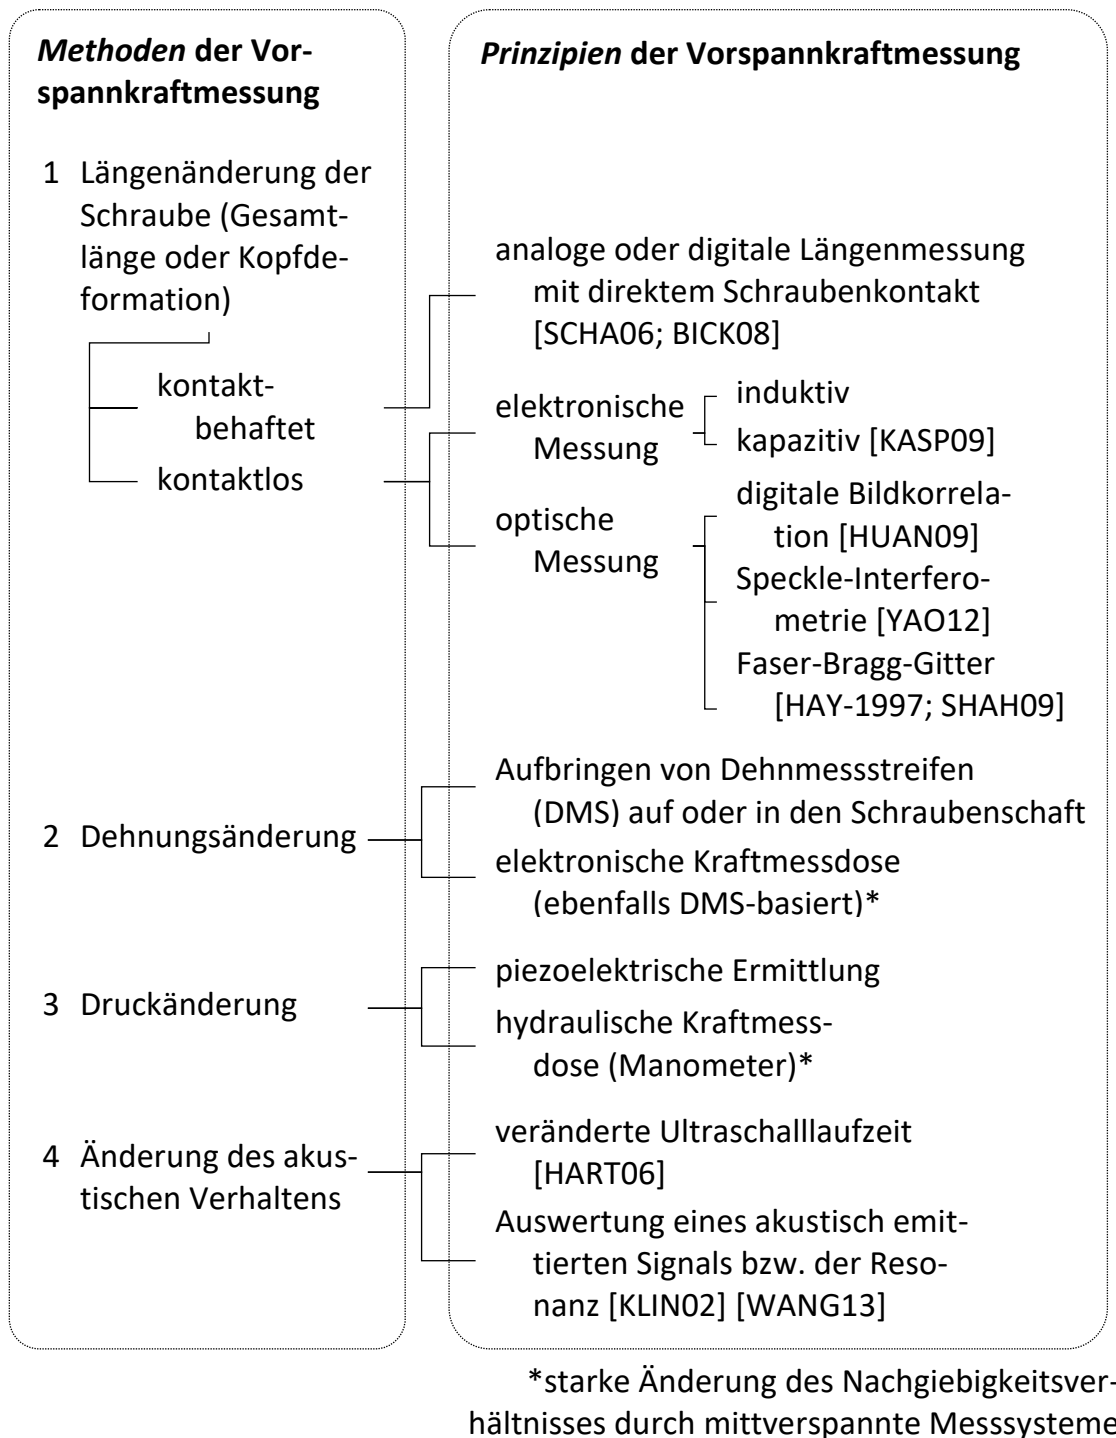 Methoden der Vor-
spannkraftmessung
1 Längenänderung der
Schraube (Gesamt-
länge oder Kopfde-
formation)
kontakt-
behaftet
kontaktlos
2 Dehnungsänderung
3 Druckänderung
4 Änderung des akus-
tischen Verhaltens
Prinzipien der Vorspannkraftmessung
analoge oder digitale Längenmessung
mit direktem Schraubenkontakt
[SCHA06; BICK08]
elektronische
Messung
induktiv
kapazitiv [KASP09]
optische
Messung
digitale Bildkorrela-
tion [HUAN09]
Speckle-Interfero-
metrie [YAO12]
Faser-Bragg-Gitter
[HAY-1997; SHAH09]
Aufbringen von Dehnmessstreifen
(DMS) auf oder in den Schraubenschaft
elektronische Kraftmessdose
(ebenfalls DMS-basiert)*
piezoelektrische Ermittlung
hydraulische Kraftmess-
dose (Manometer)*
veränderte Ultraschalllaufzeit
[HART06]
Auswertung eines akustisch emit-
tierten Signals bzw. der Reso-
nanz [KLIN02] [WANG13]
*starke Änderung des Nachgiebigkeitsver-
hältnisses durch mittverspannte Messsysteme